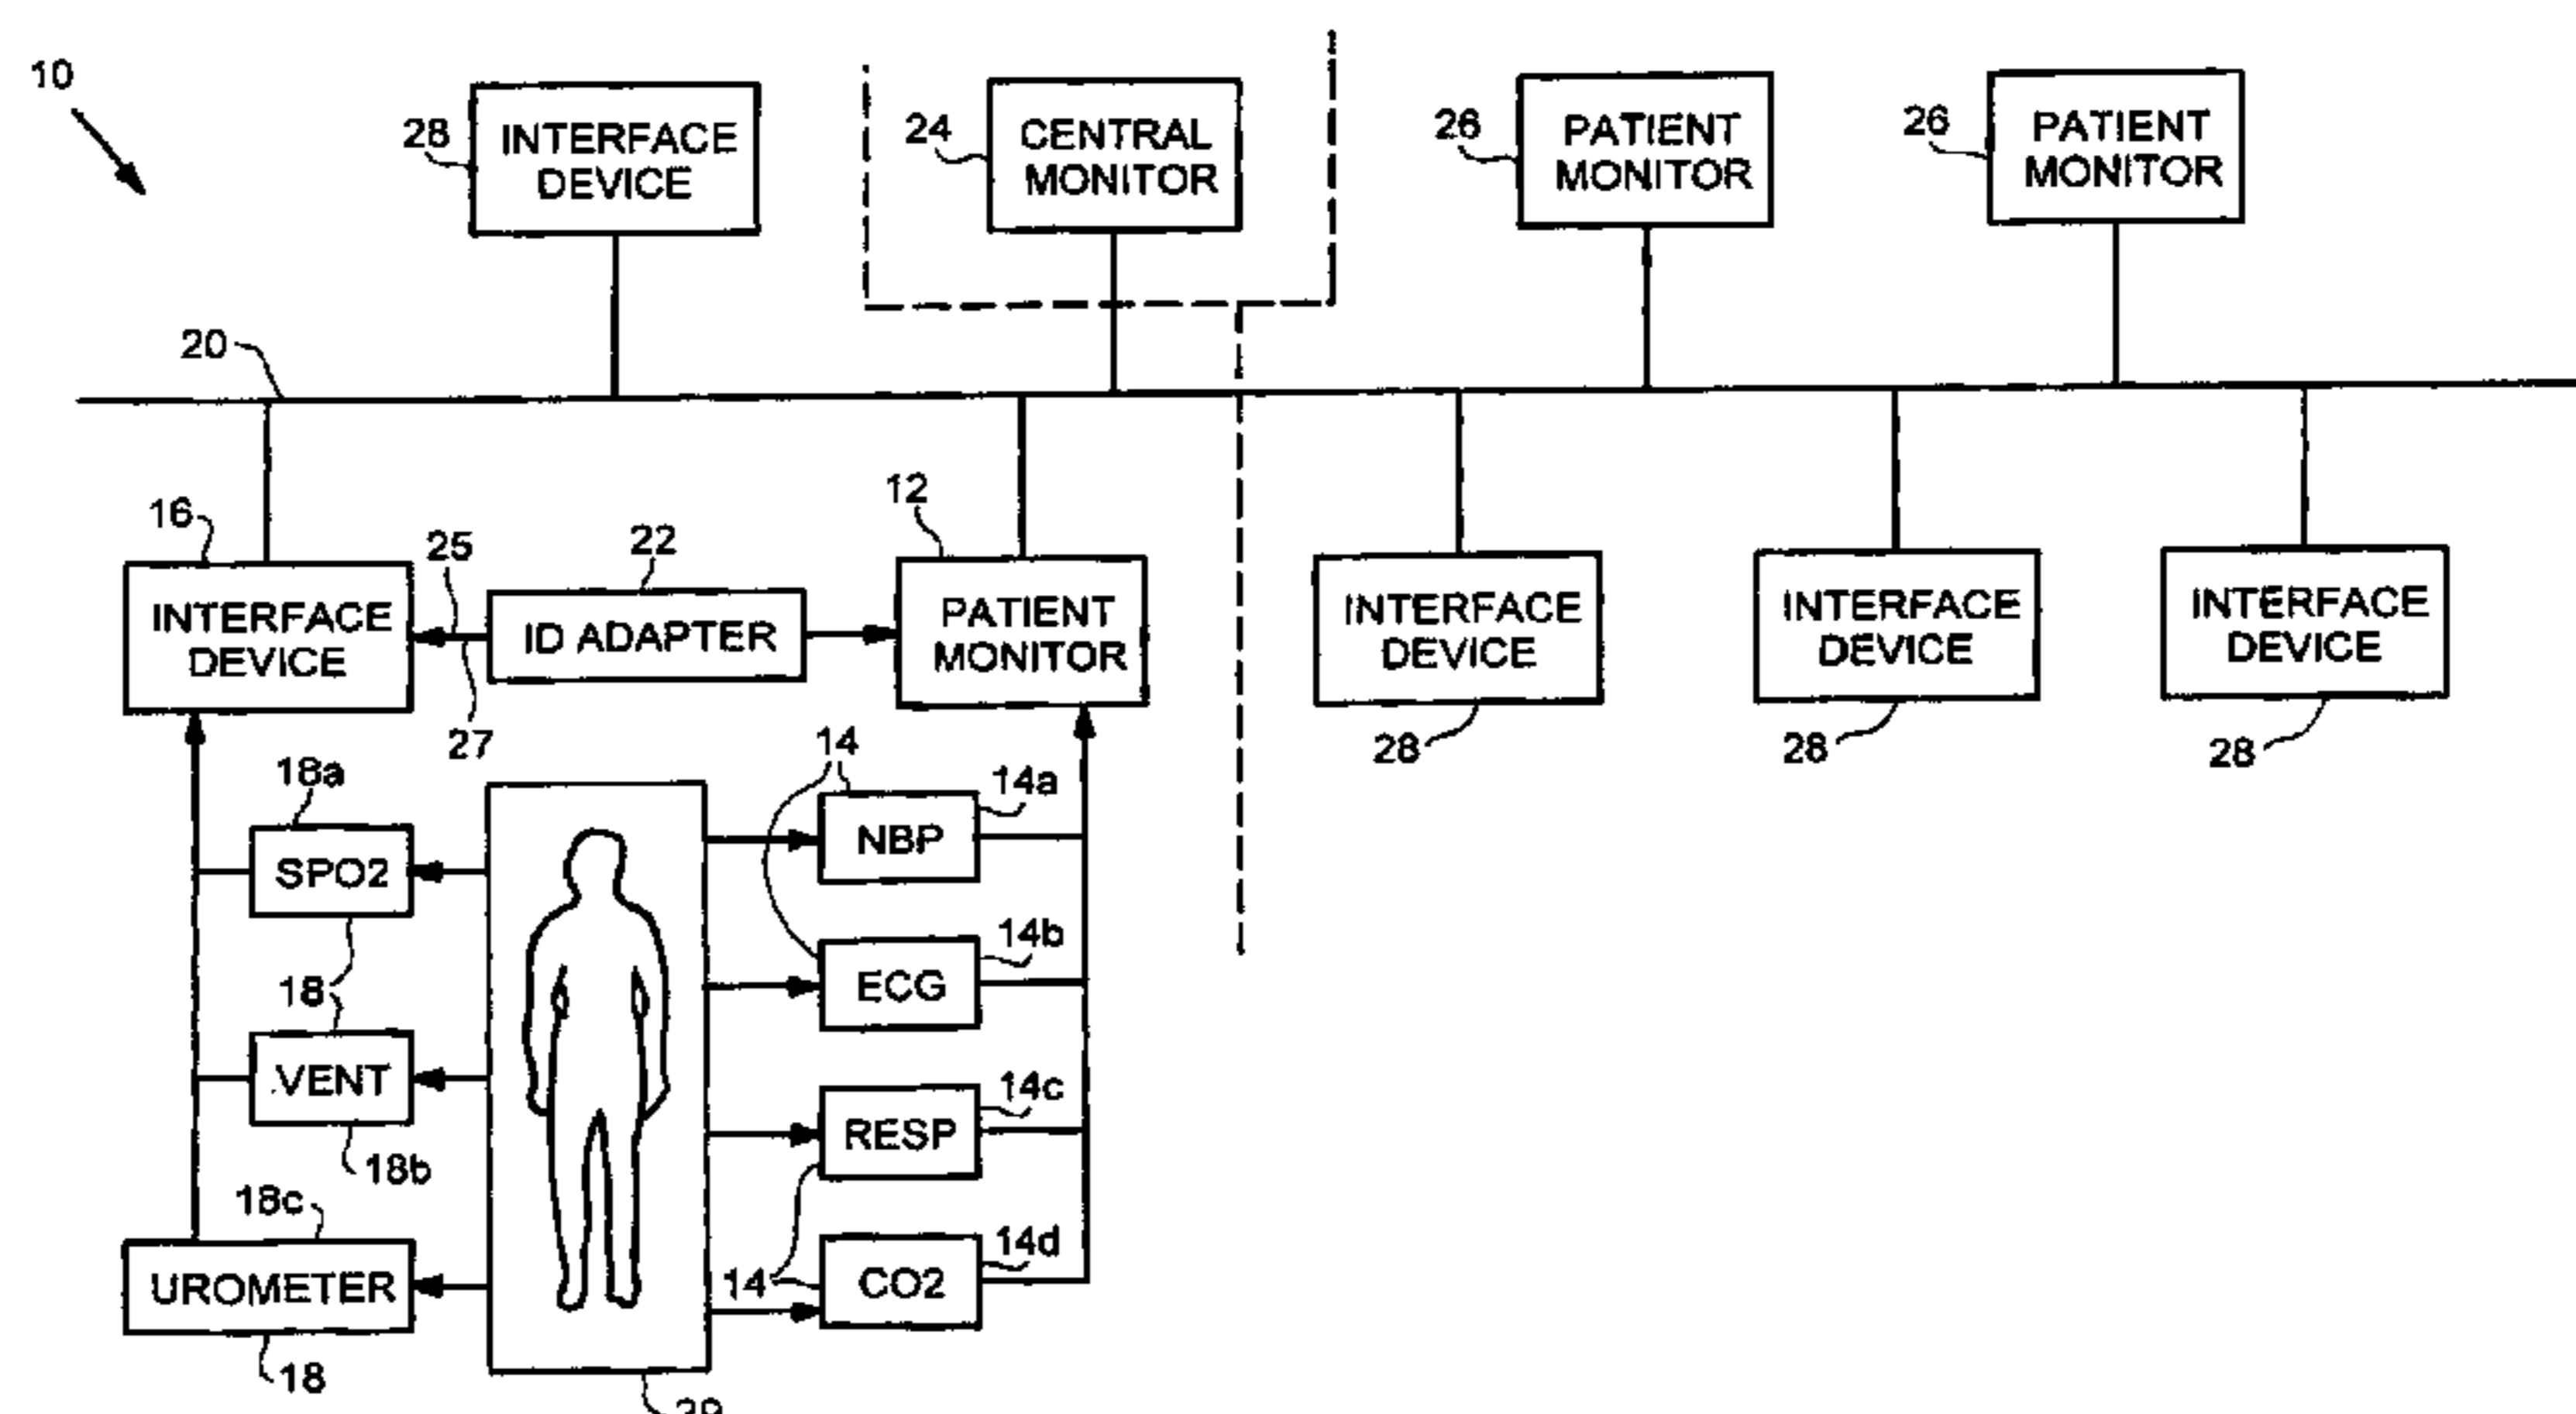 10
28
INTERFACE
DEVICE
24
CENTRAL
MONITOR
26
PATIENT
MONITOR
26
PATIENT
MONITOR
20
16
INTERFACE
DEVICE
25
27
22
ID ADAPTER
12
PATIENT
MONITOR
INTERFACE
DEVICE
28
INTERFACE
DEVICE
28
INTERFACE
DEVICE
28
18a
SPO2
18
VENT
18b
18c
UROMETER
18
14
14a
NBP
14b
ECG
14c
RESP
14
14d
CO2